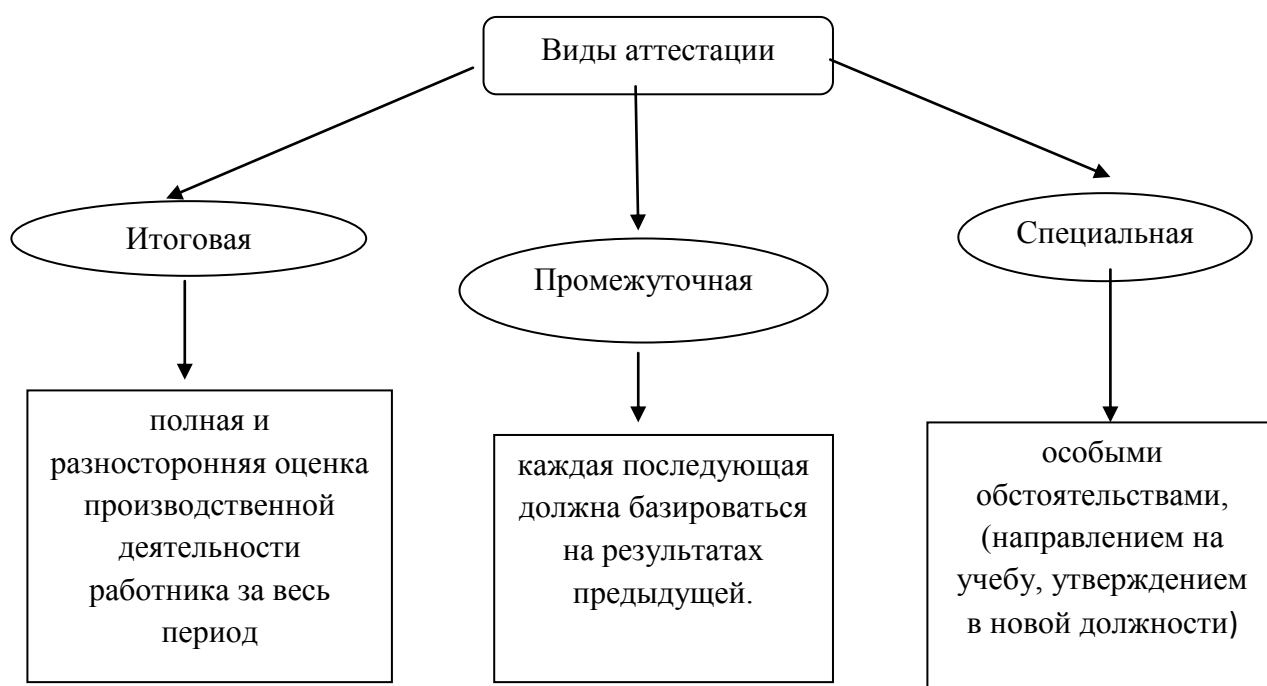 Виды аттестации
Итоговая
Промежуточная
Специальная
полная и
разносторонняя оценка
производственной
деятельности
работника за весь
период
каждая последующая
должна базироваться
на результатах
предыдущей.
особыми
обстоятельствами,
(направлением на
учебу, утверждением
в новой должности)